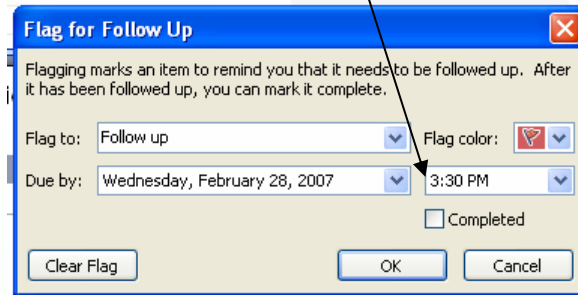 Flag for Follow Up
Flagging marks an item to remind you that it needs to be followed up. After
it has been followed up, you can mark it complete.
Flag to: Follow up Flag color:
Due by: Wednesday, February 28, 2007 3:30 PM
Completed
Clear Flag OK Cancel